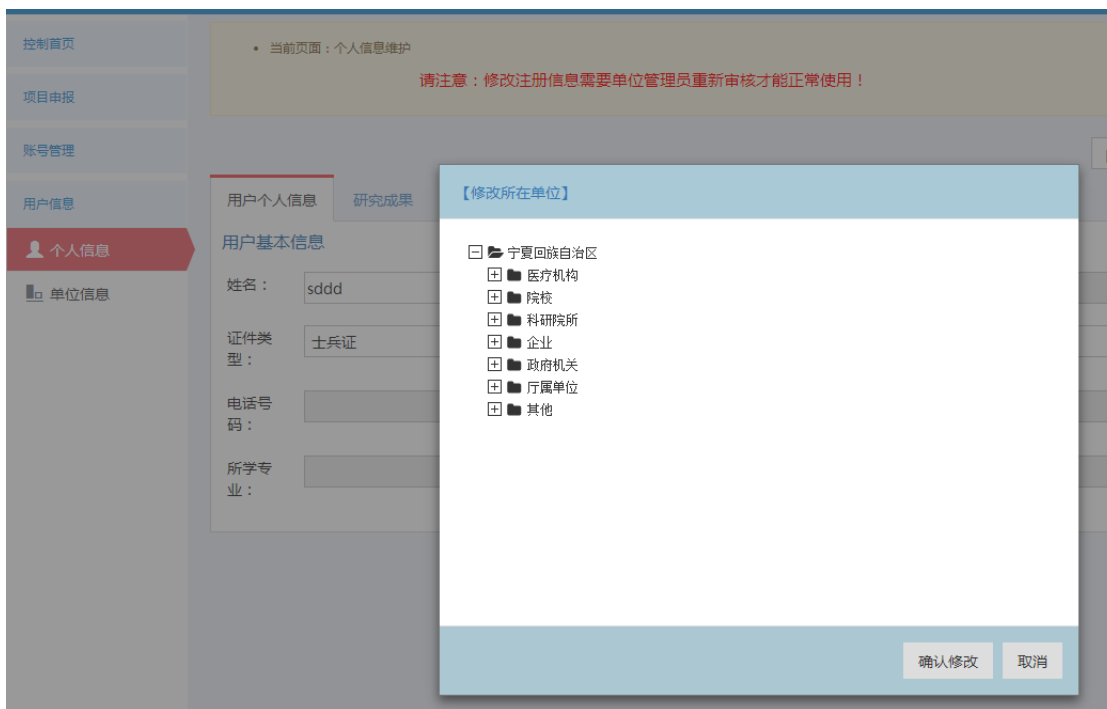 控制首页
项目申报
账号管理
用户信息
个人信息
单位信息
当前页面：个人信息维护
请注意：修改注册信息需要单位管理员重新审核才能正常使用！
用户个人信息
研究成果
用户基本信息
姓名：
sddd
证件类
型：
士兵证
电话号
码：
所学专
业：
【修改所在单位】
宁夏回族自治区
医疗机构
院校
科研院所
企业
政府机关
厅属单位
其他
确认修改
取消